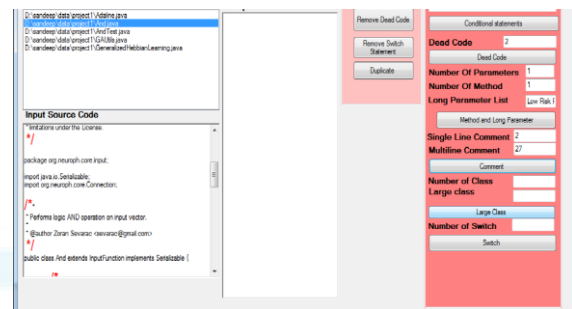 D:\sandeep\data\project1\Adaline.java
D:\sandeep\data\project1\And.java
D:\sandeep\data\project1\AndTest.java
D:\sandeep\data\project1\GAUtils.java
D:\sandeep\data\project1\GeneralizedHebbianLearning.java
Input Source Code
* limitations under the License.
*/
package org.neuroph.core.input;
import java.io.Serializable;
import org.neuroph.core.Connection;
/*
* Performs logic AND operation on input vector.
*
* @author Zoran Sevarac <sevarac@gmail.com>
*/
public class And extends InputFunction implements Serializable {
/*
Remove Dead Code
Remove Switch
Statement
Duplicate
Conditional statements
Dead Code 2
Dead Code
Number Of Parameters 1
Number Of Method 1
Long Parameter List Low Risk
Method and Long Parameter
Single Line Comment 2
Multiline Comment 27
Comment
Number of Class
Large class
Large Class
Number of Switch
Switch